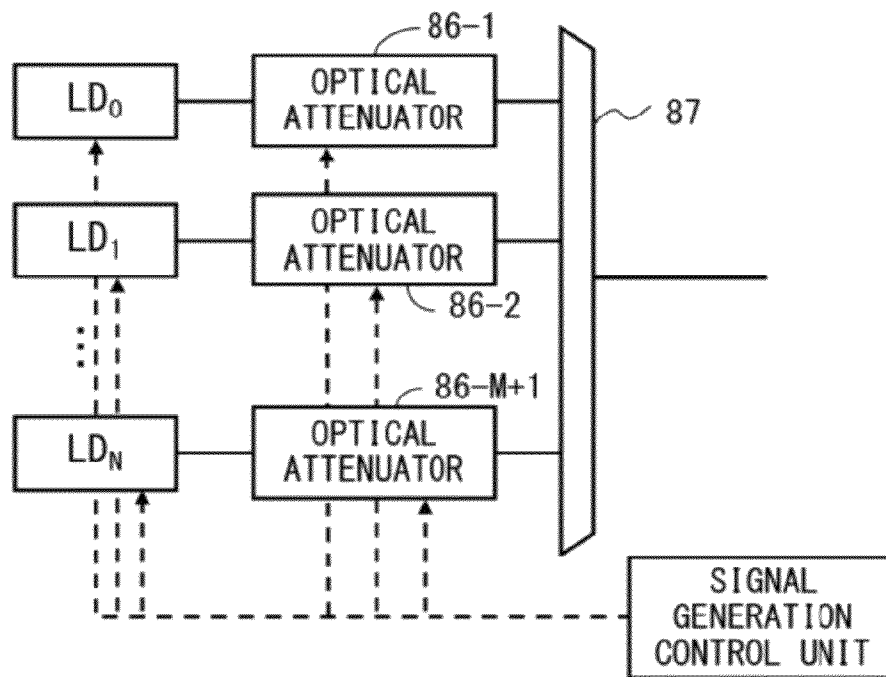 86-1
LD₀
OPTICAL
ATTENUATOR
87
LD₁
OPTICAL
ATTENUATOR
86-2
86-M+1
LD_N
OPTICAL
ATTENUATOR
SIGNAL
GENERATION
CONTROL UNIT